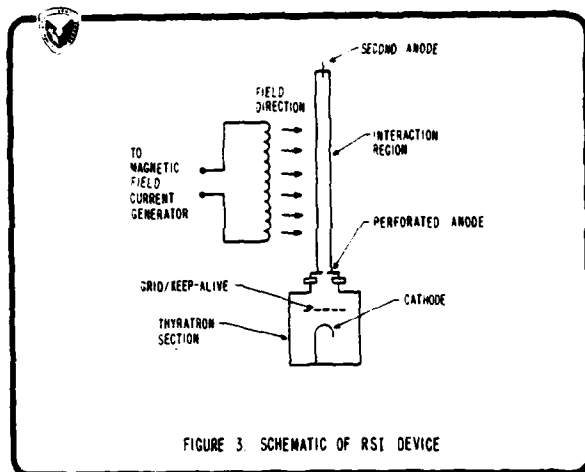 SECOND ANODE
FIELD
DIRECTION
INTERACTION
REGION
TO
MAGNETIC
FIELD
CURRENT
GENERATOR
PERFORATED ANODE
GRID/KEEP-ALIVE
CATHODE
THYRATRON
SECTION
FIGURE 3. SCHEMATIC OF RSI DEVICE